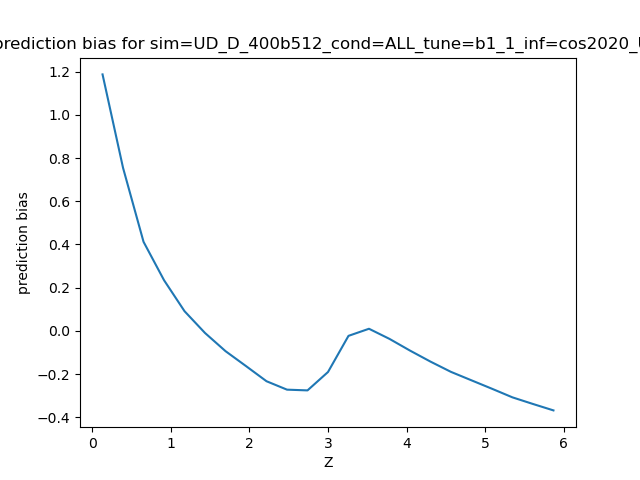 prediction bias for sim=UD_D_400b512_cond=ALL_tune=b1_1_inf=cos2020_
1.2
1.0
0.8
0.6
0.4
0.2
0.0
−0.2
−0.4
prediction bias
0 1 2 3 4 5 6
Z